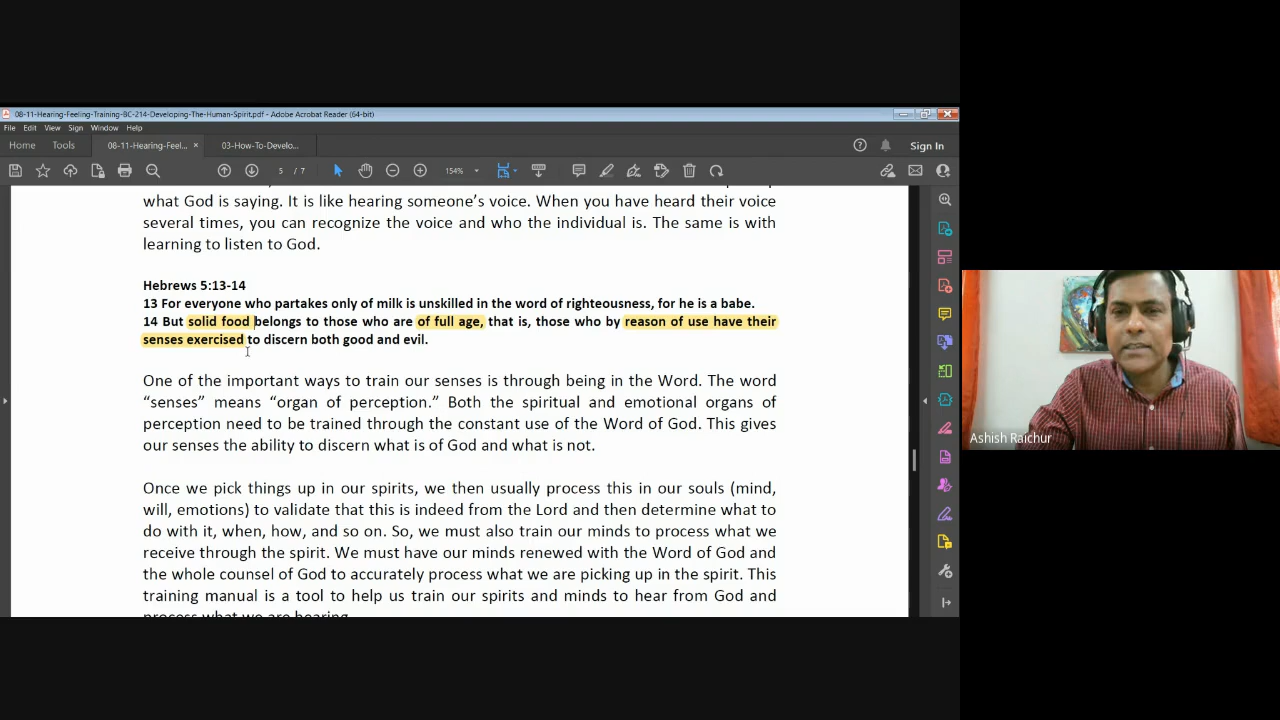 08-11-Hearing-Feeling-Training-BC-214-Developing-The-Human-Spirit.pdf - Adobe Acrobat Reader (64-bit)
File Edit View Sign Window Help
Home Tools 08-11-Hearing-Feel... × 03-How-To-Develo... Sign In
5 / 7 154%
what God is saying. It is like hearing someone’s voice. When you have heard their voice
several times, you can recognize the voice and who the individual is. The same is with
learning to listen to God.
Hebrews 5:13-14
13 For everyone who partakes only of milk is unskilled in the word of righteousness, for he is a babe.
14 But solid food belongs to those who are of full age, that is, those who by reason of use have their
senses exercised to discern both good and evil.
One of the important ways to train our senses is through being in the Word. The word
“senses” means “organ of perception.” Both the spiritual and emotional organs of
perception need to be trained through the constant use of the Word of God. This gives
our senses the ability to discern what is of God and what is not.
Once we pick things up in our spirits, we then usually process this in our souls (mind,
will, emotions) to validate that this is indeed from the Lord and then determine what to
do with it, when, how, and so on. So, we must also train our minds to process what we
receive through the spirit. We must have our minds renewed with the Word of God and
the whole counsel of God to accurately process what we are picking up in the spirit. This
training manual is a tool to help us train our spirits and minds to hear from God and
process what we are hearing.
Ashish Raichur